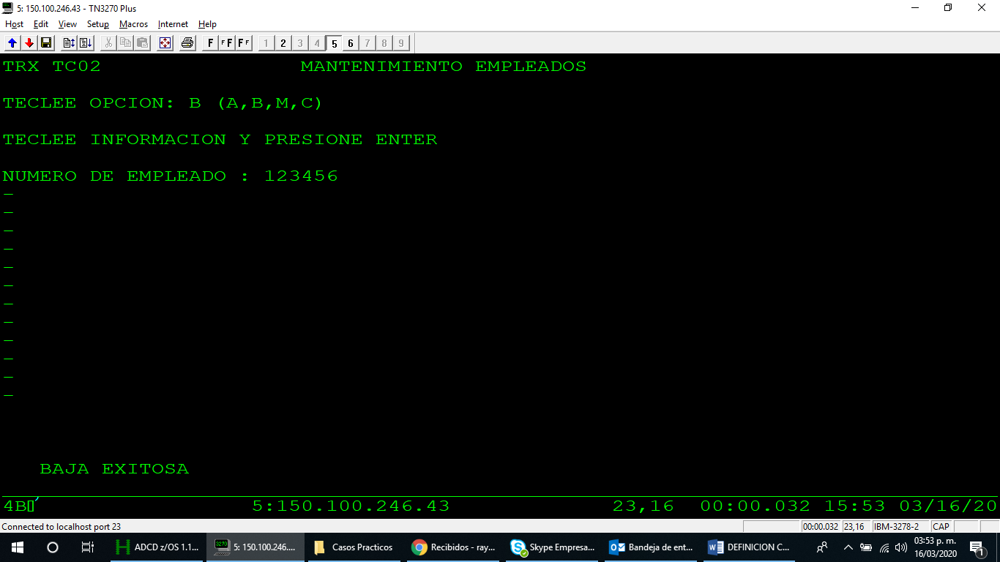 5: 150.100.246.43 - TN3270 Plus
Host Edit View Setup Macros Internet Help
F FF FF 1 2 3 4 5 6 7 8 9
TRX TC02 MANTENIMIENTO EMPLEADOS
TECLEE OPCION: B (A,B,M,C)
TECLEE INFORMACION Y PRESIONE ENTER
NUMERO DE EMPLEADO : 123456
_
_
_
_
_
_
_
_
_
_
_
_
BAJA EXITOSA
4B 5:150.100.246.43 23,16 00:00.032 15:53 03/16/20
Connected to localhost port 23 00:00.032 23,16 IBM-3278-2 CAP
ADCD z/OS 1.1... 5: 150.100.246.... Casos Practicos Recibidos - ray... Skype Empresa... Bandeja de ent... DEFINICION C... 03:53 p. m.
16/03/2020 1